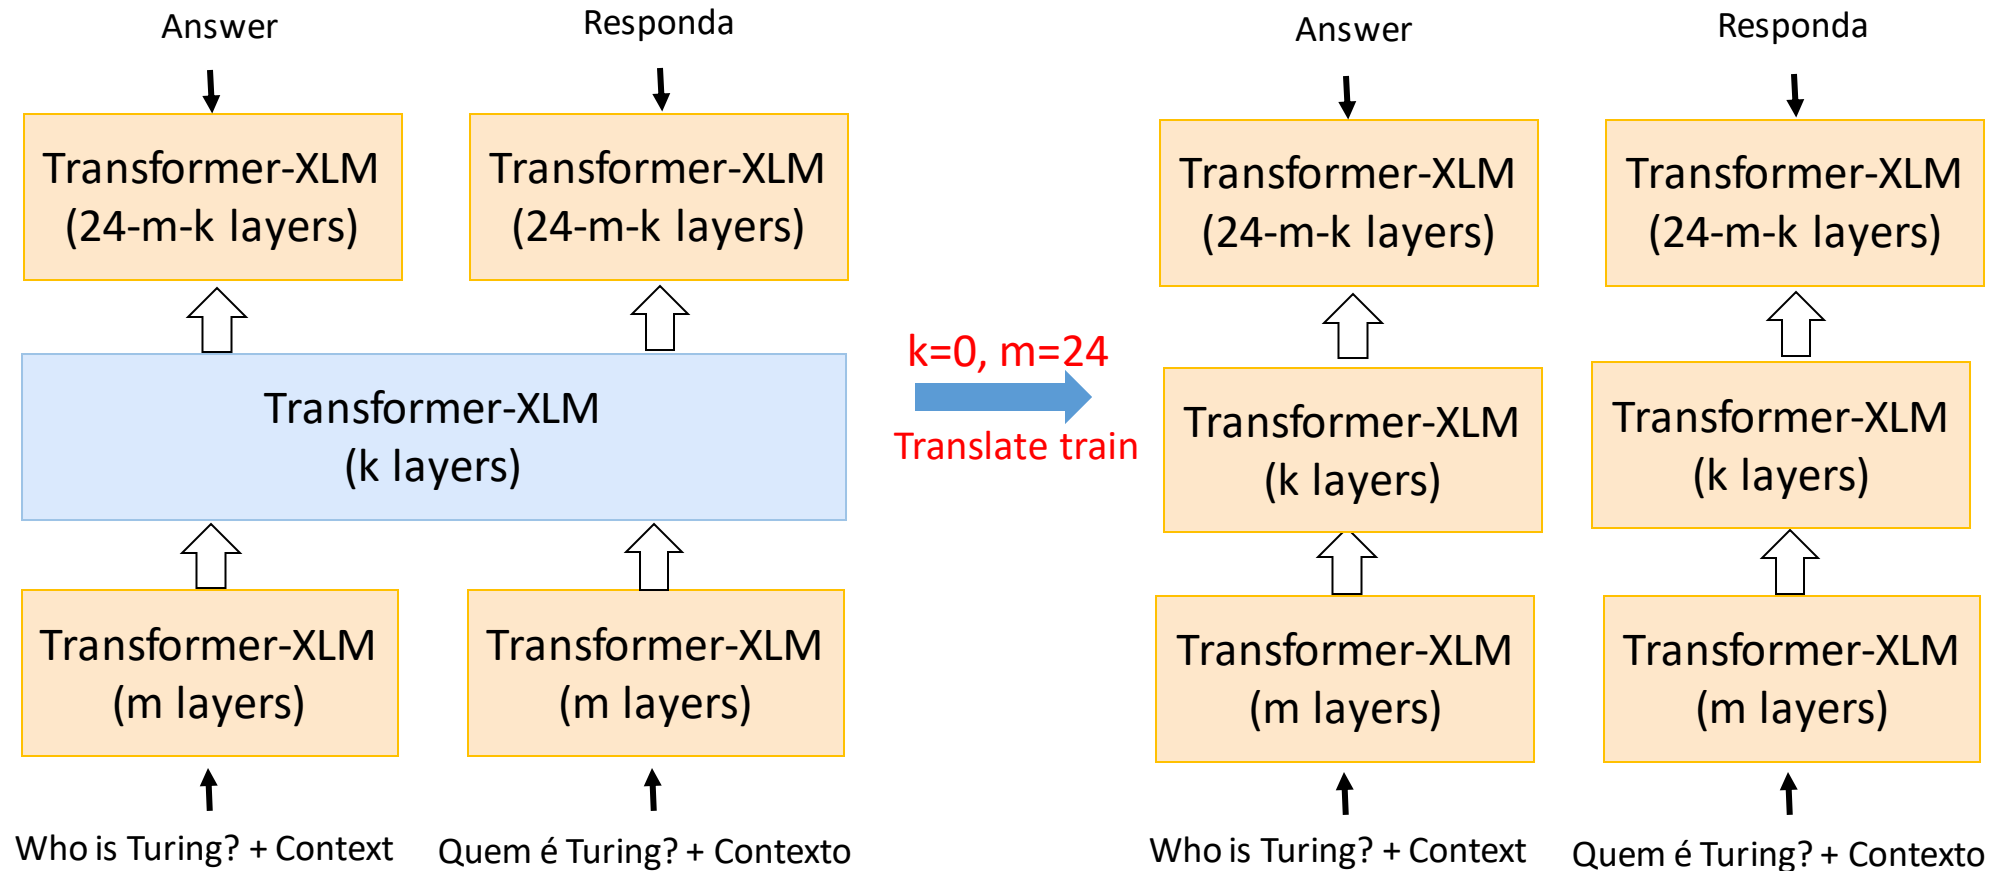 Answer
Responda
Transformer-XLM
(24-m-k layers)
Transformer-XLM
(24-m-k layers)
Transformer-XLM
(k layers)
Transformer-XLM
(m layers)
Transformer-XLM
(m layers)
Who is Turing? + Context
Quem é Turing? + Contexto
k=0, m=24
Translate train
Answer
Responda
Transformer-XLM
(24-m-k layers)
Transformer-XLM
(24-m-k layers)
Transformer-XLM
(k layers)
Transformer-XLM
(k layers)
Transformer-XLM
(m layers)
Transformer-XLM
(m layers)
Who is Turing? + Context
Quem é Turing? + Contexto